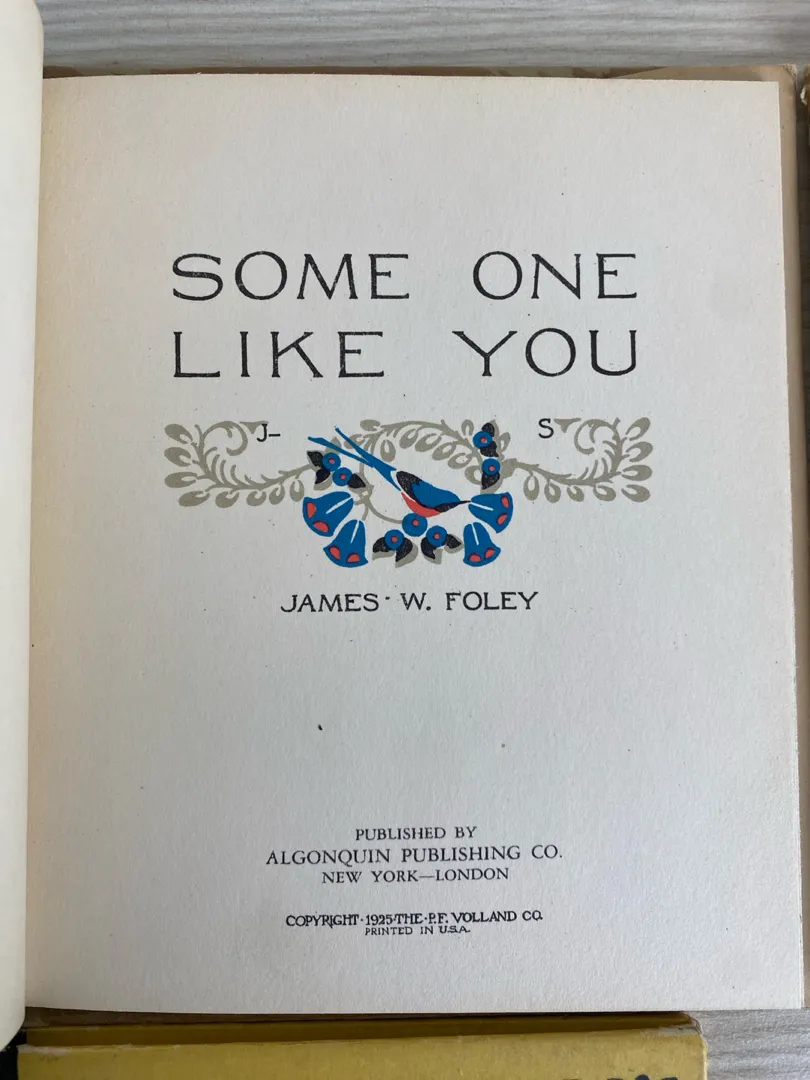 SOME ONE
LIKE YOU
J– S
JAMES · W. FOLEY
PUBLISHED BY
ALGONQUIN PUBLISHING CO.
NEW YORK—LONDON
COPYRIGHT · 1925 · THE · P.F. VOLLAND CO.
PRINTED IN U.S.A.